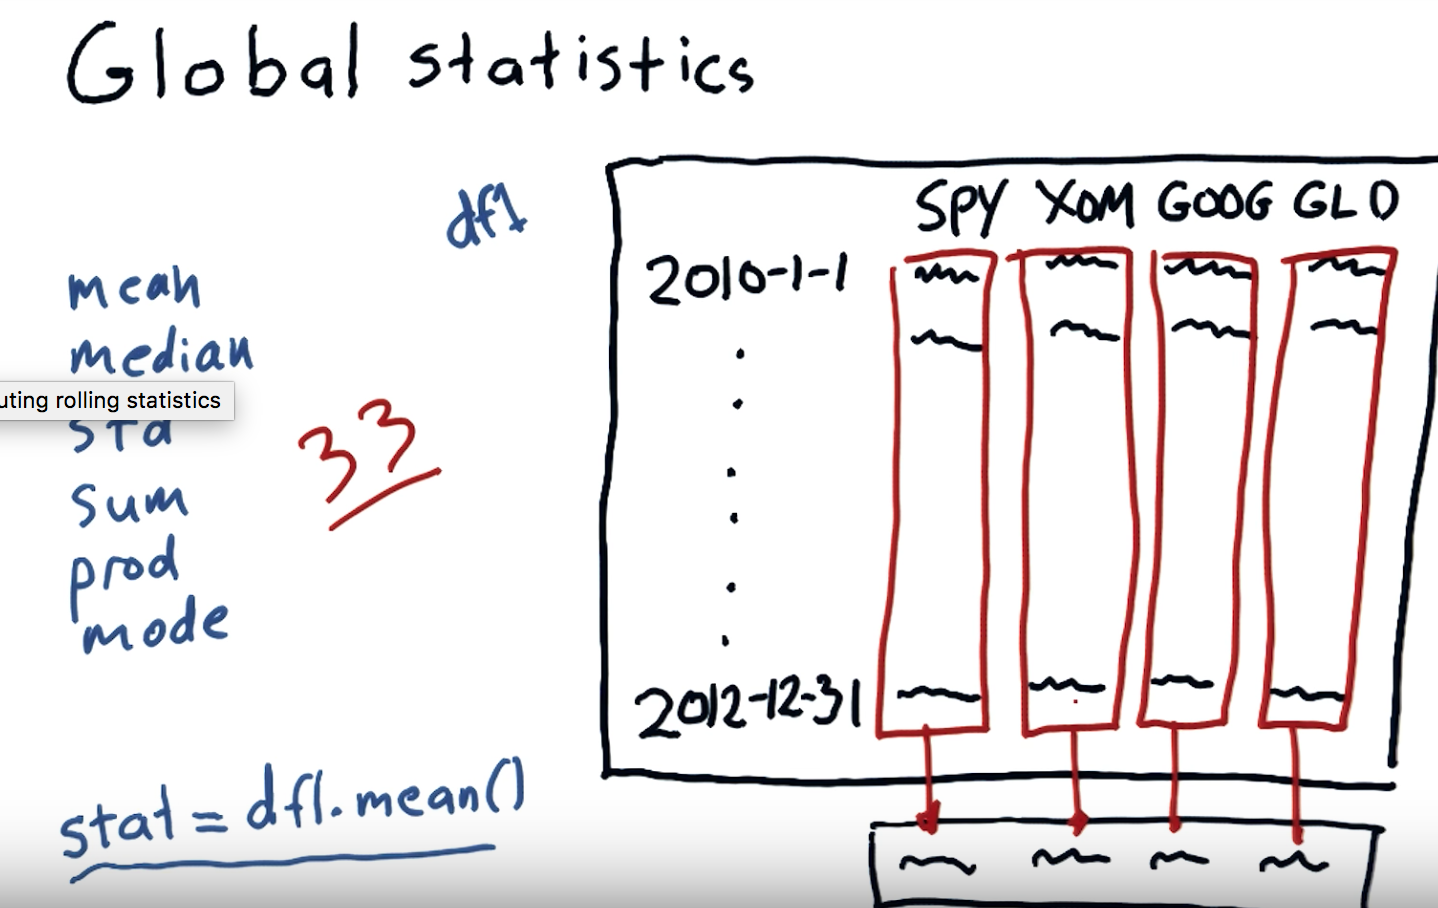 Global statistics
df1
SPY XOM GOOG GLD
2010-1-1
mean
median
uting rolling statistics
std
33
sum
prod
mode
2012-12-31
stat = df1.mean()